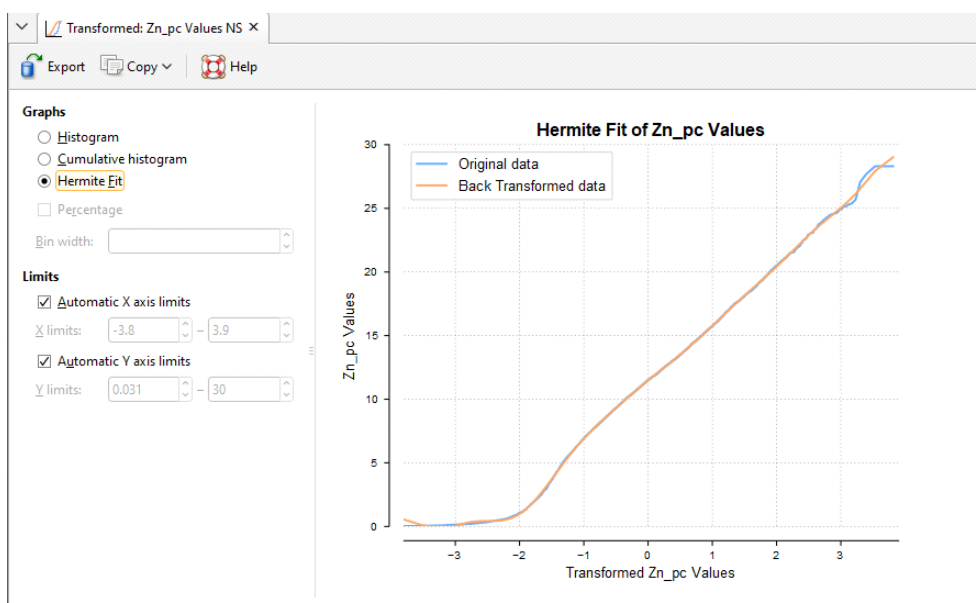 Transformed: Zn_pc Values NS ×
Export Copy Help
Graphs
Histogram
Cumulative histogram
Hermite Fit
Percentage
Bin width:
Limits
Automatic X axis limits
X limits: -3.8 – 3.9
Automatic Y axis limits
Y limits: 0.031 – 30
Hermite Fit of Zn_pc Values
Original data
Back Transformed data
30
25
20
15
10
5
0
Zn_pc Values
−3 −2 −1 0 1 2 3
Transformed Zn_pc Values